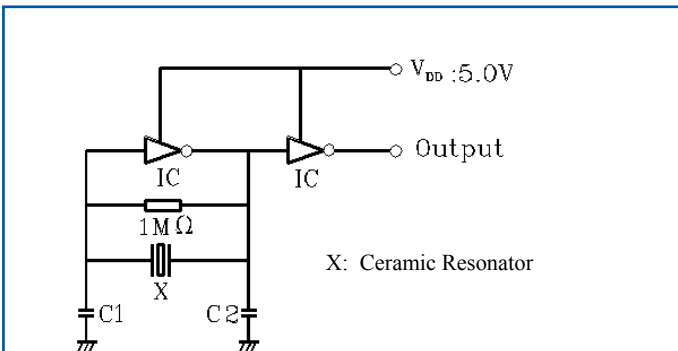 V_DD :5.0V
Output
IC
IC
1MΩ
X: Ceramic Resonator
X
C1
C2